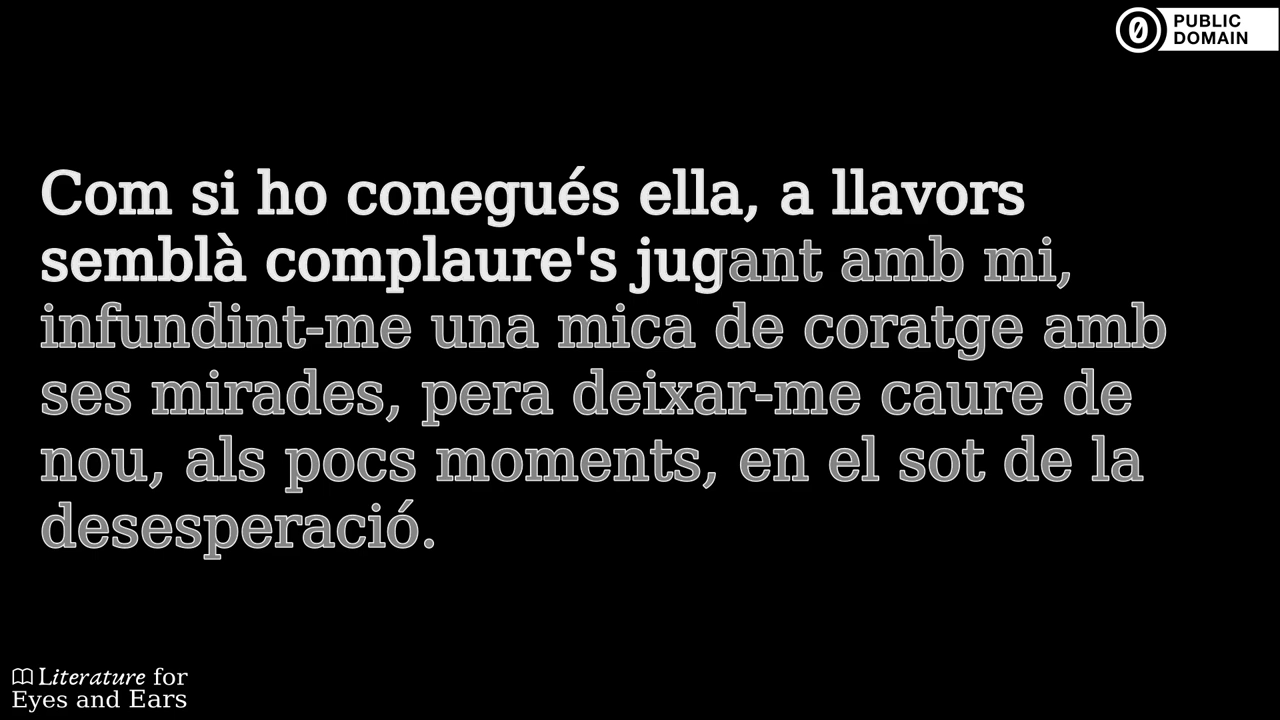 PUBLIC
DOMAIN
Com si ho conegués ella, a llavors
semblà complaure's jugant amb mi,
infundint-me una mica de coratge amb
ses mirades, pera deixar-me caure de
nou, als pocs moments, en el sot de la
desesperació.
Literature for
Eyes and Ears